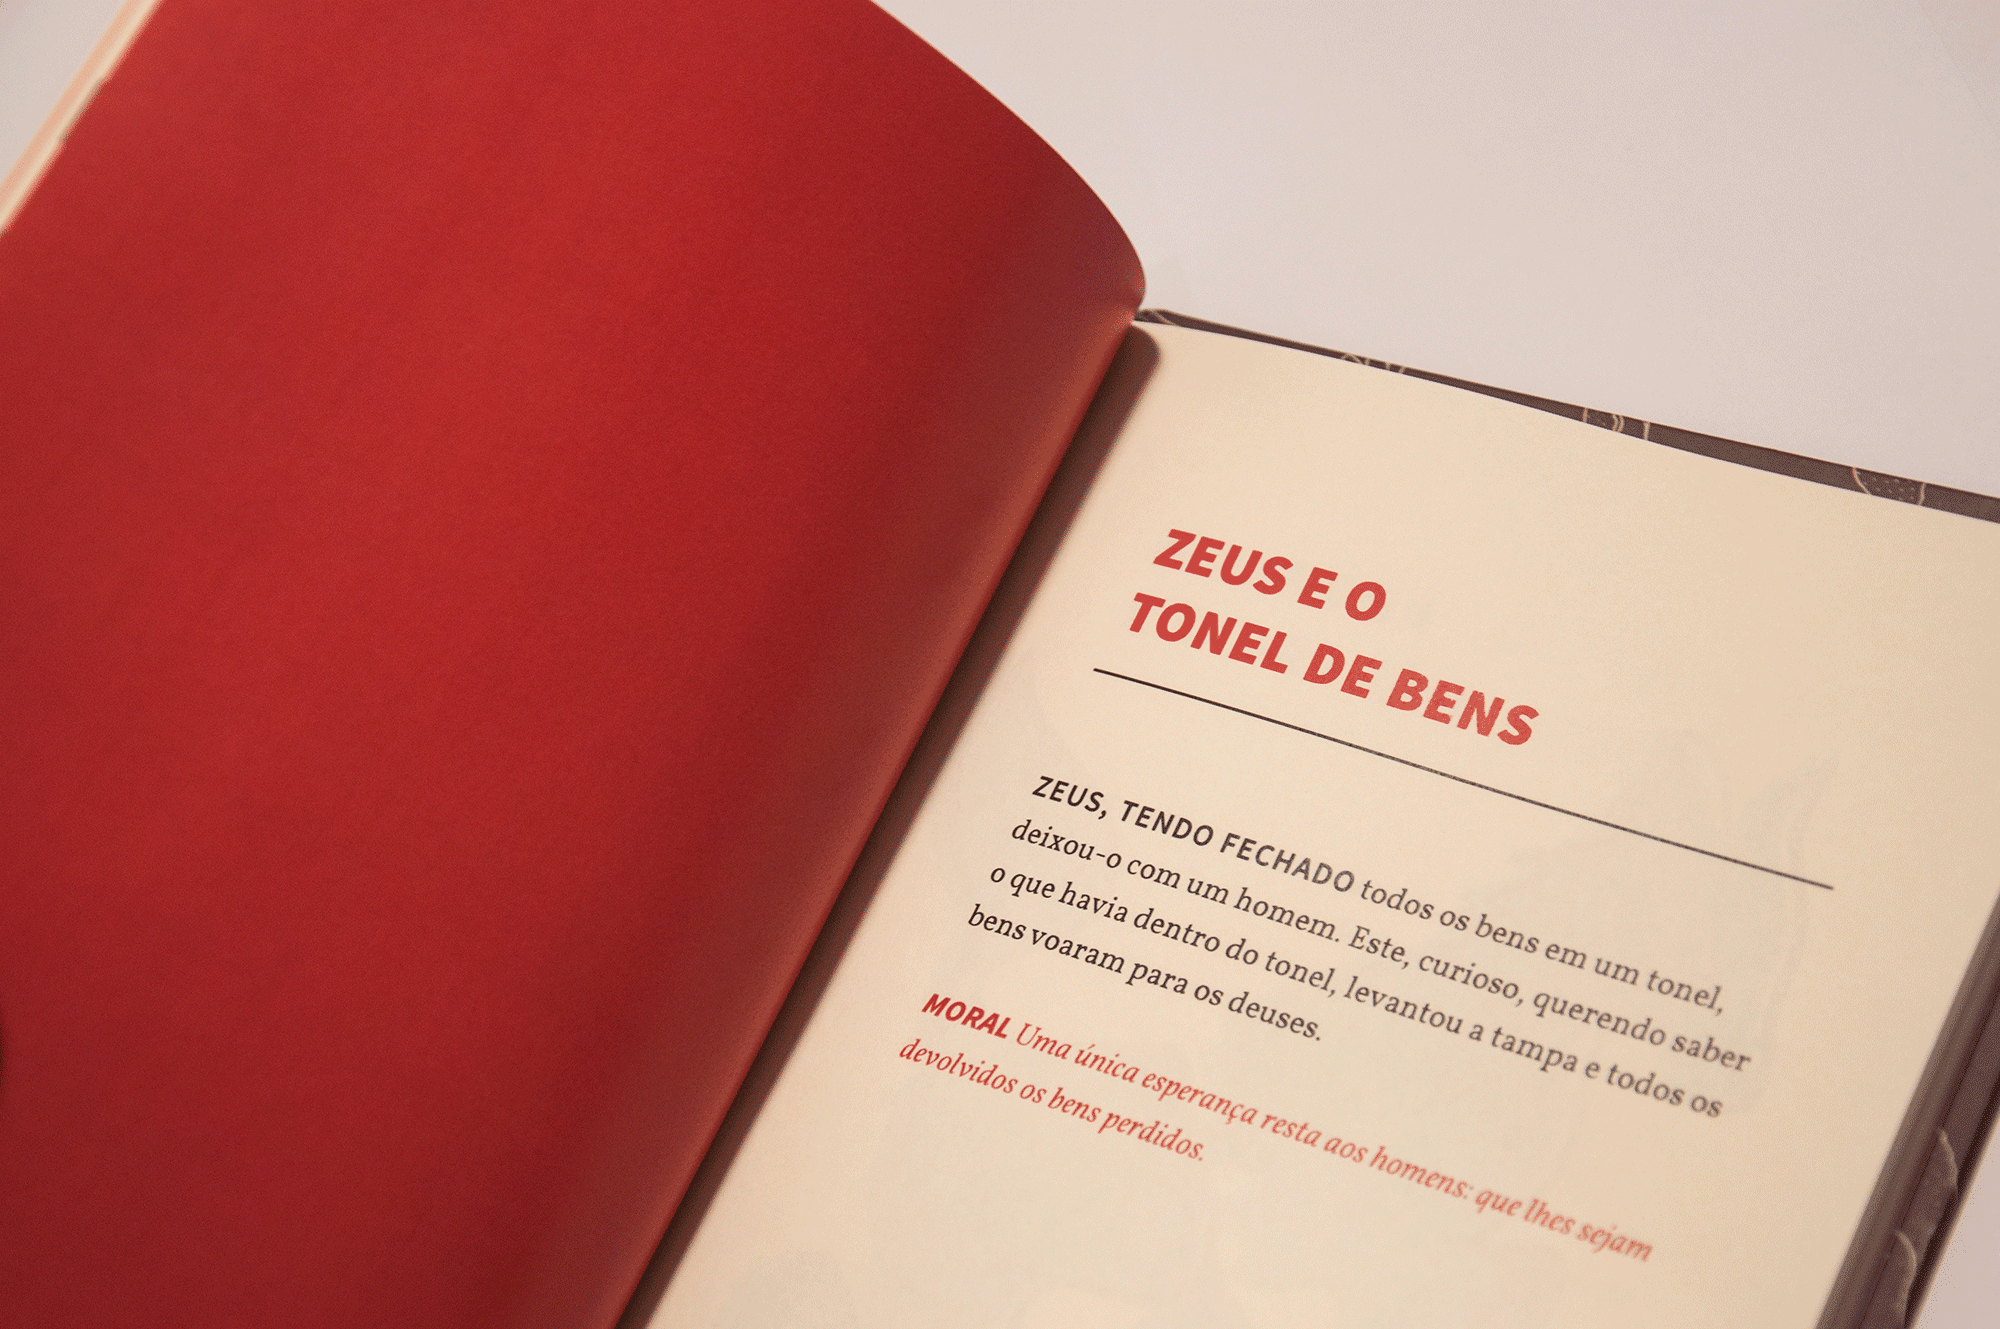 ZEUS E O
TONEL DE BENS
ZEUS, TENDO FECHADO todos os bens em um tonel,
deixou-o com um homem. Este, curioso, querendo saber
o que havia dentro do tonel, levantou a tampa e todos os
bens voaram para os deuses.
MORAL Uma única esperança resta aos homens: que lhes sejam
devolvidos os bens perdidos.